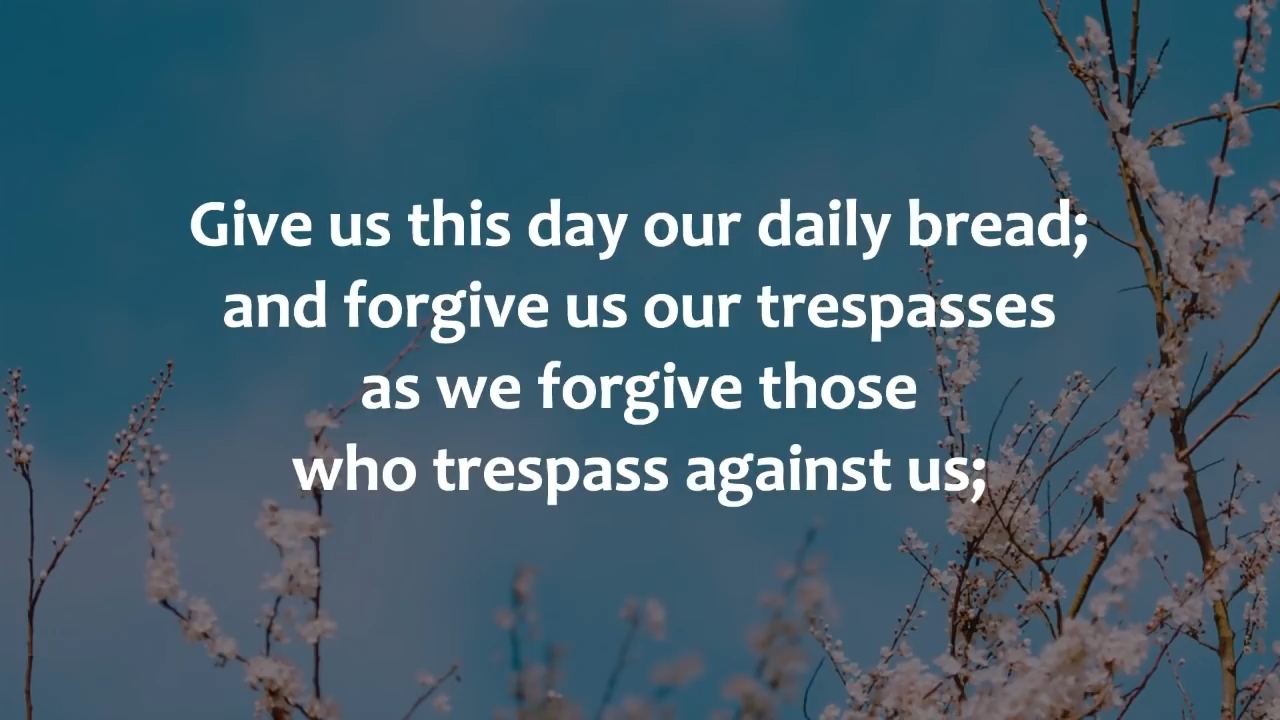 Give us this day our daily bread;
and forgive us our trespasses
as we forgive those
who trespass against us;